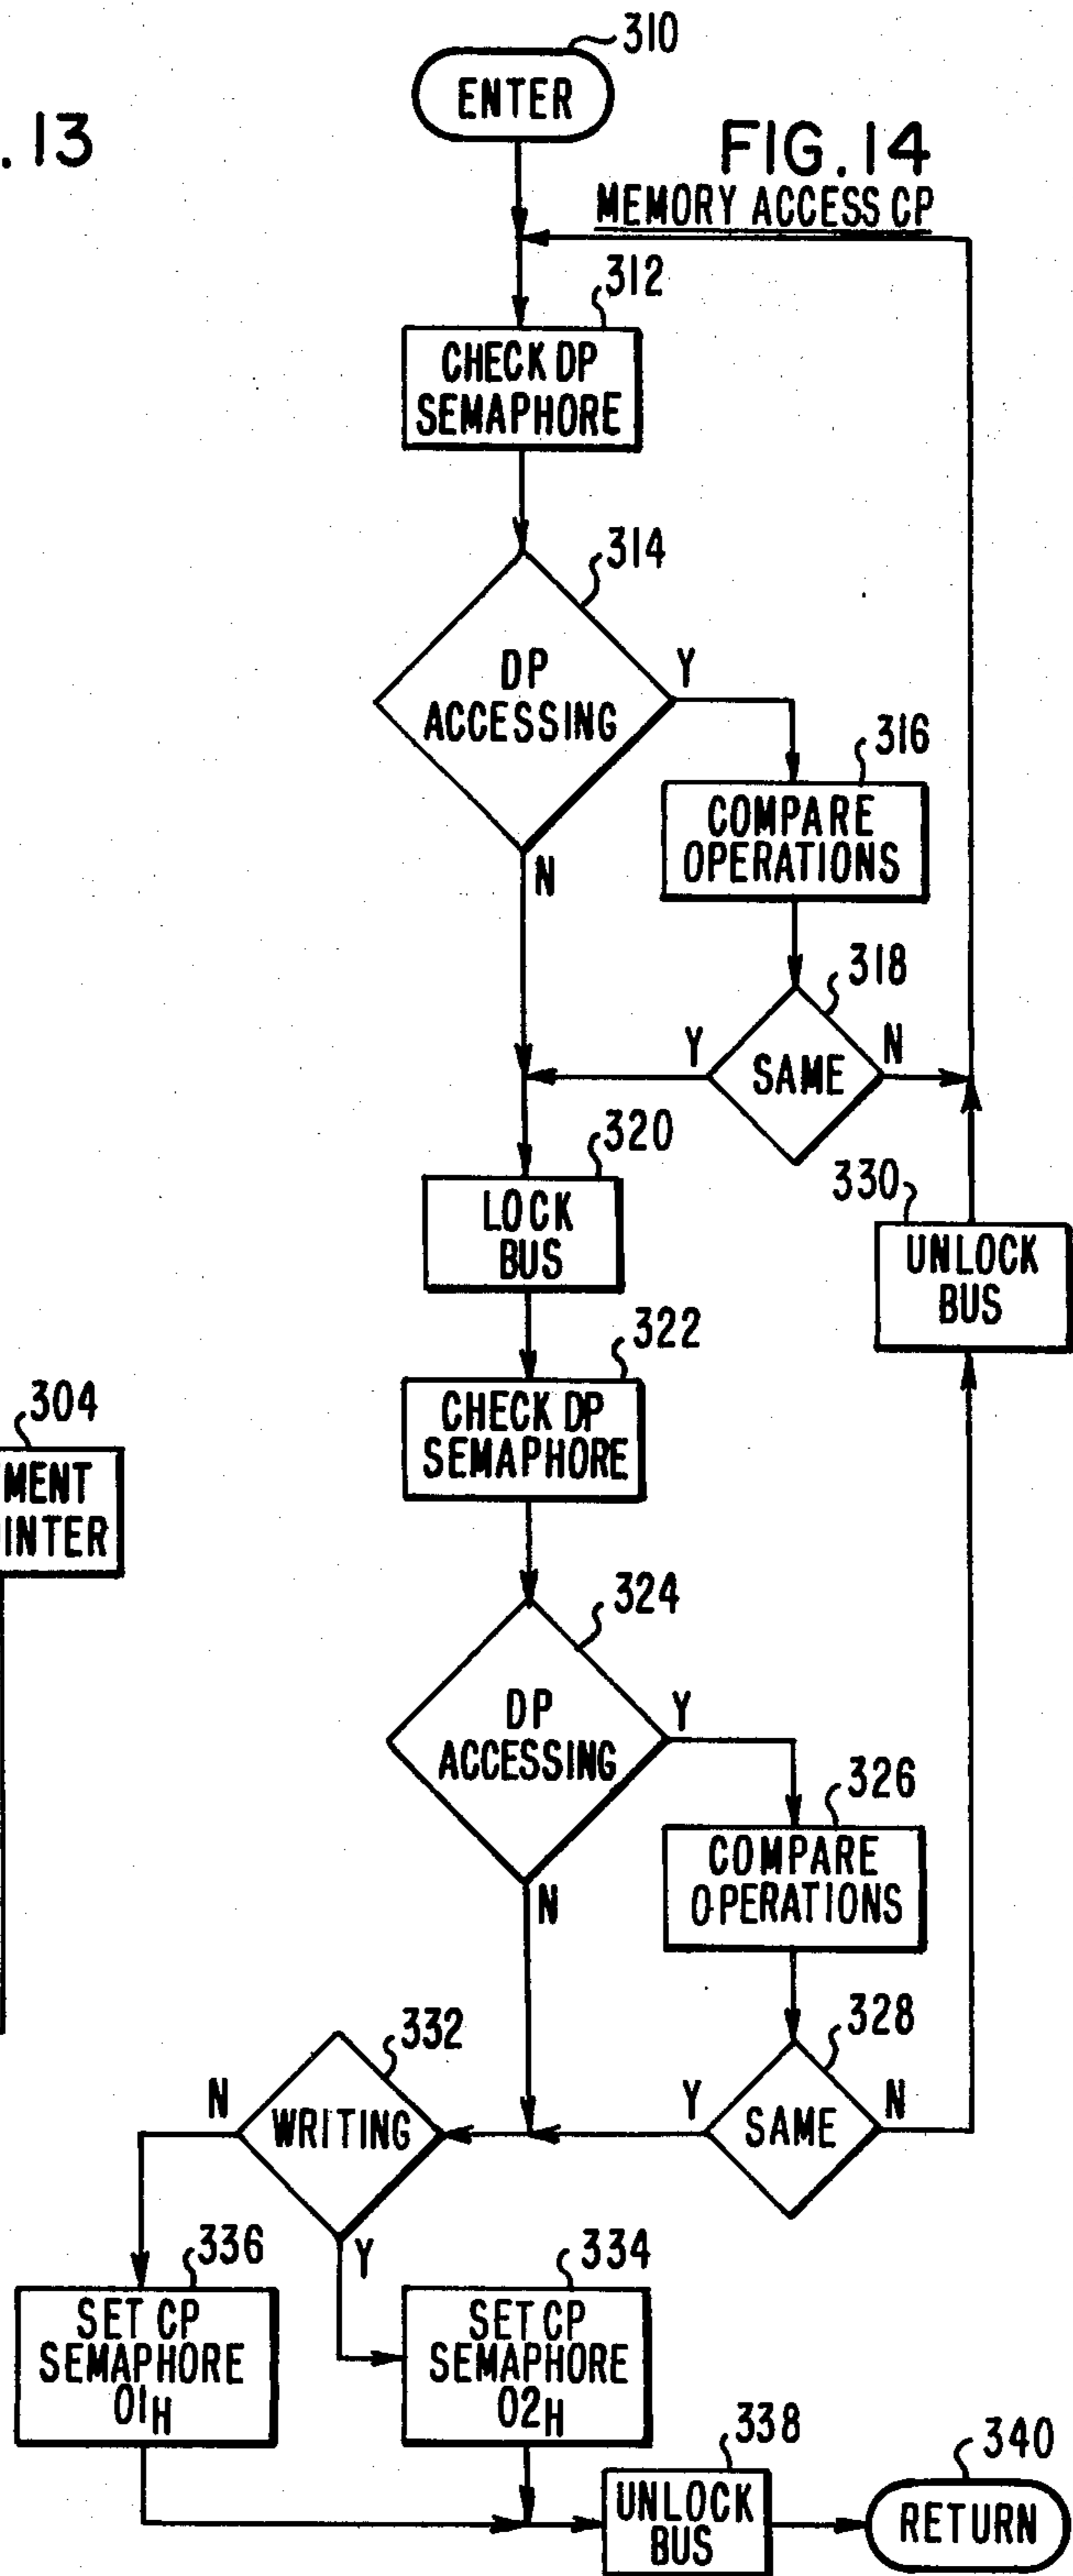 310
ENTER
. 13
FIG. 14
MEMORY ACCESS CP
312
CHECK DP
SEMAPHORE
314
DP
ACCESSING
Y
N
316
COMPARE
OPERATIONS
318
Y
SAME
N
320
LOCK
BUS
330
UNLOCK
BUS
322
CHECK DP
SEMAPHORE
304
MENT
INTER
324
DP
ACCESSING
Y
N
326
COMPARE
OPERATIONS
328
Y
SAME
N
332
N
WRITING
Y
336
SET CP
SEMAPHORE
01H
334
SET CP
SEMAPHORE
02H
338
UNLOCK
BUS
340
RETURN